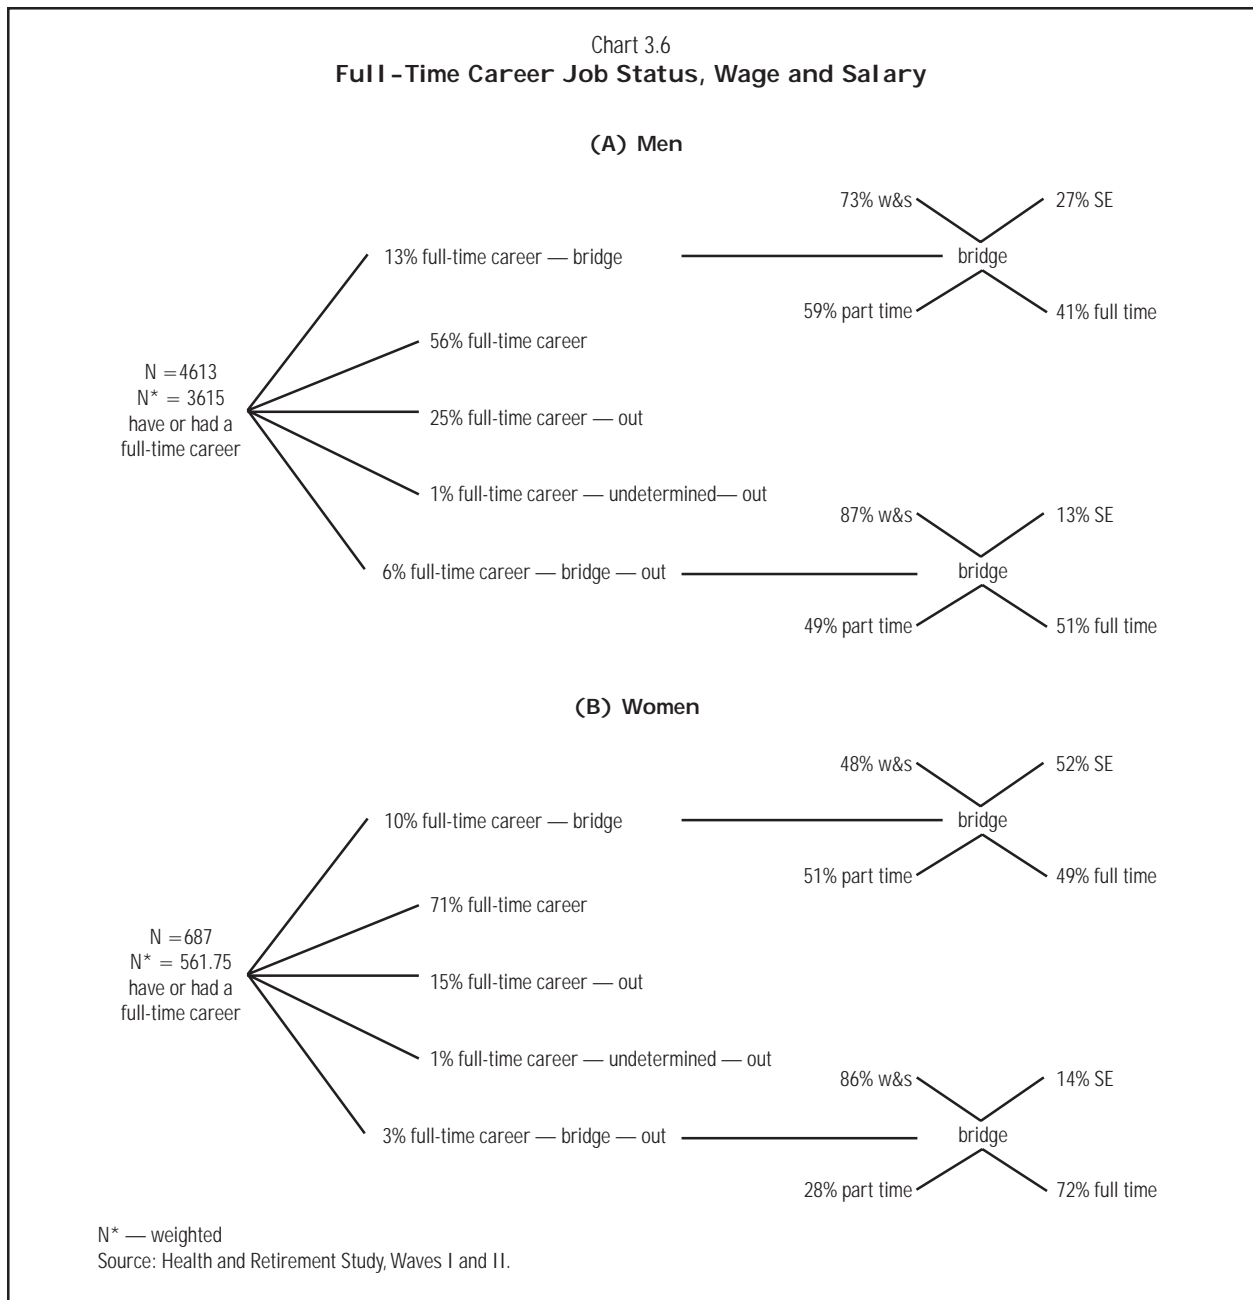 Chart 3.6
Full-Time Career Job Status, Wage and Salary
(A) Men
73% w&s
27% SE
13% full-time career — bridge
bridge
59% part time
41% full time
56% full-time career
N =4613
N* = 3615
have or had a
full-time career
25% full-time career — out
1% full-time career — undetermined— out
87% w&s
13% SE
6% full-time career — bridge — out
bridge
49% part time
51% full time
(B) Women
48% w&s
52% SE
10% full-time career — bridge
bridge
51% part time
49% full time
71% full-time career
N =687
N* = 561.75
have or had a
full-time career
15% full-time career — out
1% full-time career — undetermined — out
86% w&s
14% SE
3% full-time career — bridge — out
bridge
28% part time
72% full time
N* — weighted
Source: Health and Retirement Study, Waves I and II.